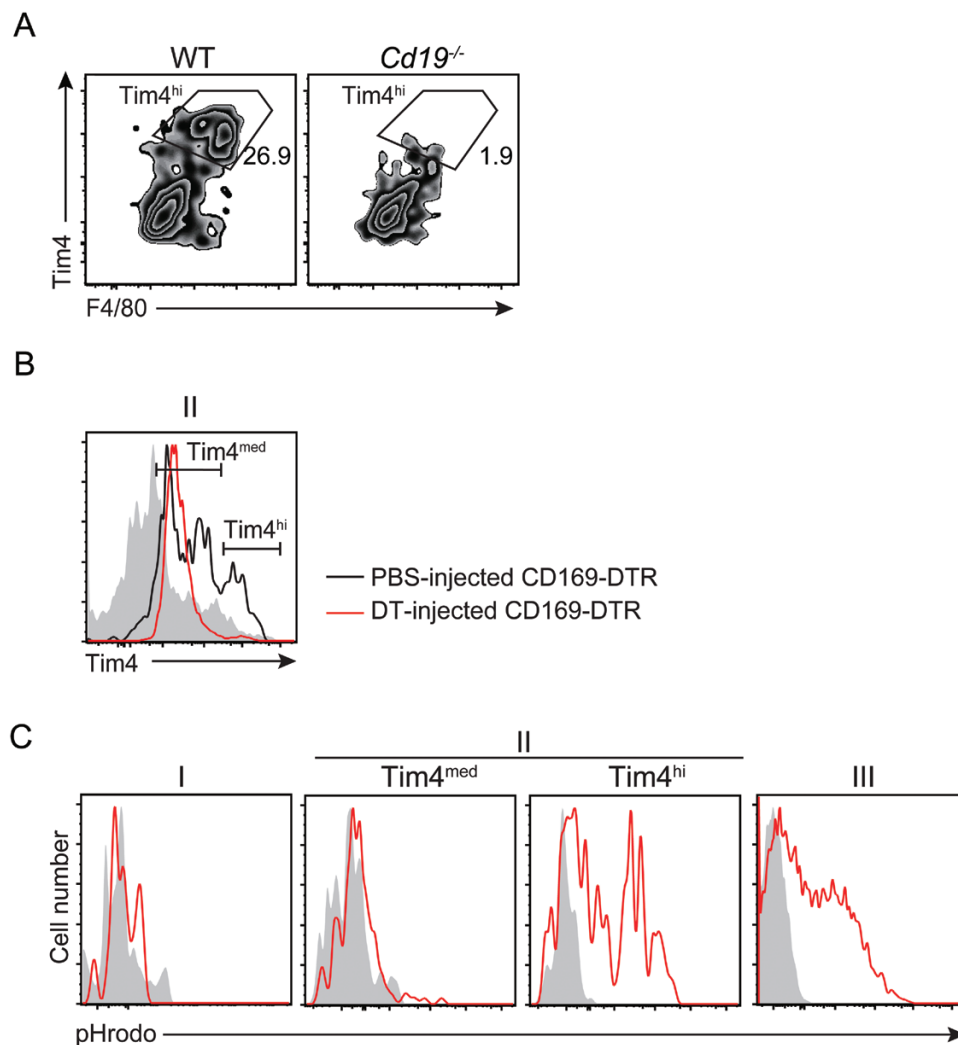 A
WT
Cd19-/-
Tim4hi
Tim4hi
26.9
1.9
Tim4
F4/80
B
II
Tim4med
Tim4hi
PBS-injected CD169-DTR
DT-injected CD169-DTR
Tim4
C
II
I
Tim4med
Tim4hi
III
Cell number
pHrodo